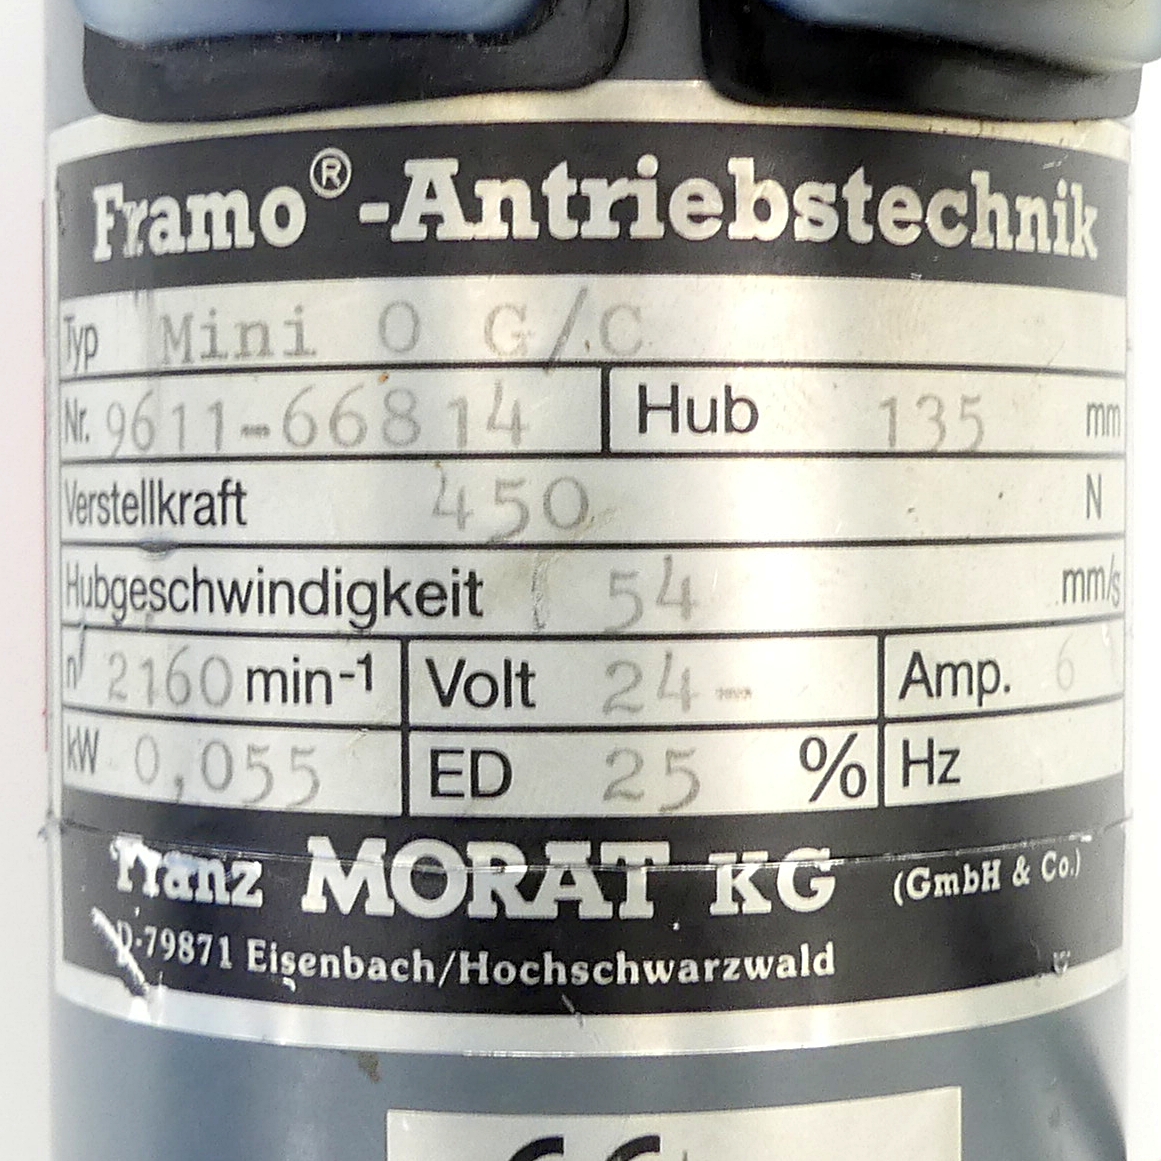 Framo®-Antriebstechnik
Typ Mini 0 G/C
Nr. 9611-66814 Hub 135 mm
Verstellkraft 450 N
Hubgeschwindigkeit 54 mm/s
n 2160 min-1 Volt 24- Amp. 6
kW 0,055 ED 25 % Hz
Franz MORAT KG (GmbH & Co.)
D-79871 Eisenbach/Hochschwarzwald